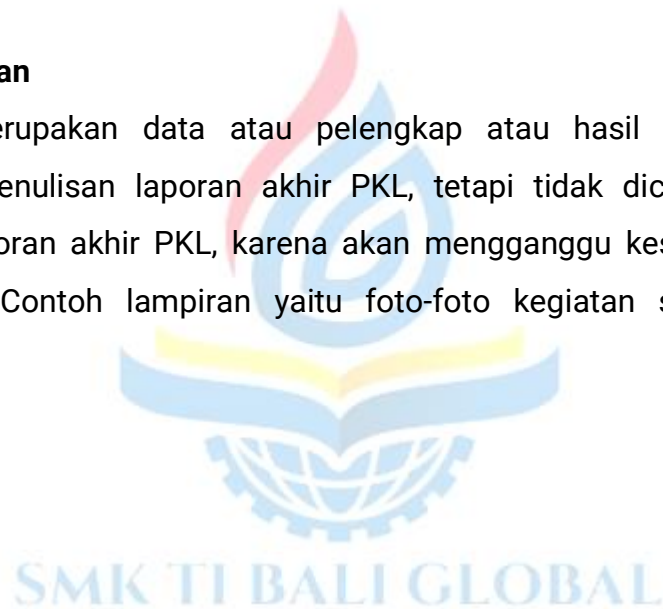 an
erupakan data atau pelengkap atau hasil
enulisan laporan akhir PKL, tetapi tidak dic
oran akhir PKL, karena akan mengganggu kes
Contoh lampiran yaitu foto-foto kegiatan s
SMK TI BALI GLOBAL